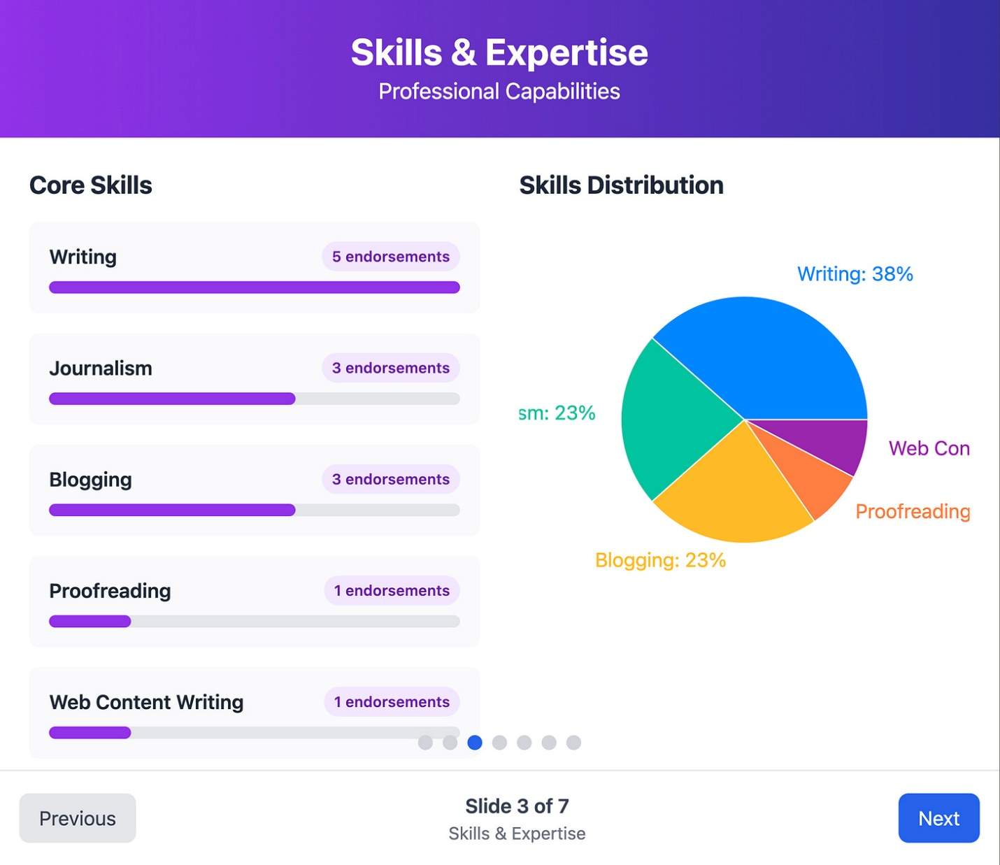 Skills & Expertise
Professional Capabilities
Core Skills
Writing
5 endorsements
Journalism
3 endorsements
Blogging
3 endorsements
Proofreading
1 endorsements
Web Content Writing
1 endorsements
Skills Distribution
Writing: 38%
sm: 23%
Web Con
Proofreading
Blogging: 23%
Previous
Slide 3 of 7
Skills & Expertise
Next